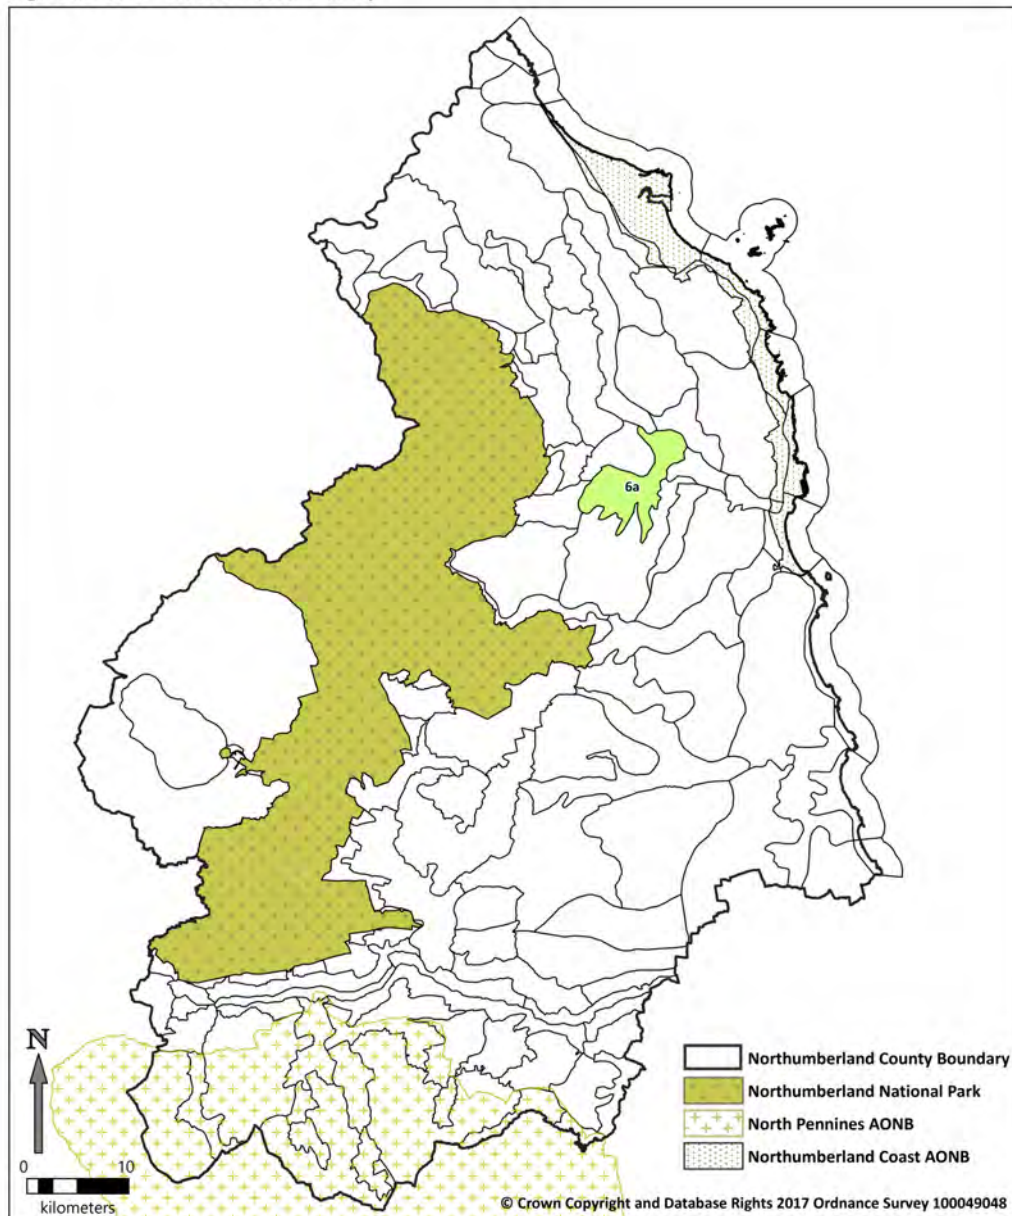 6a
N
0 10
kilometers
Northumberland County Boundary
Northumberland National Park
North Pennines AONB
Northumberland Coast AONB
© Crown Copyright and Database Rights 2017 Ordnance Survey 100049048